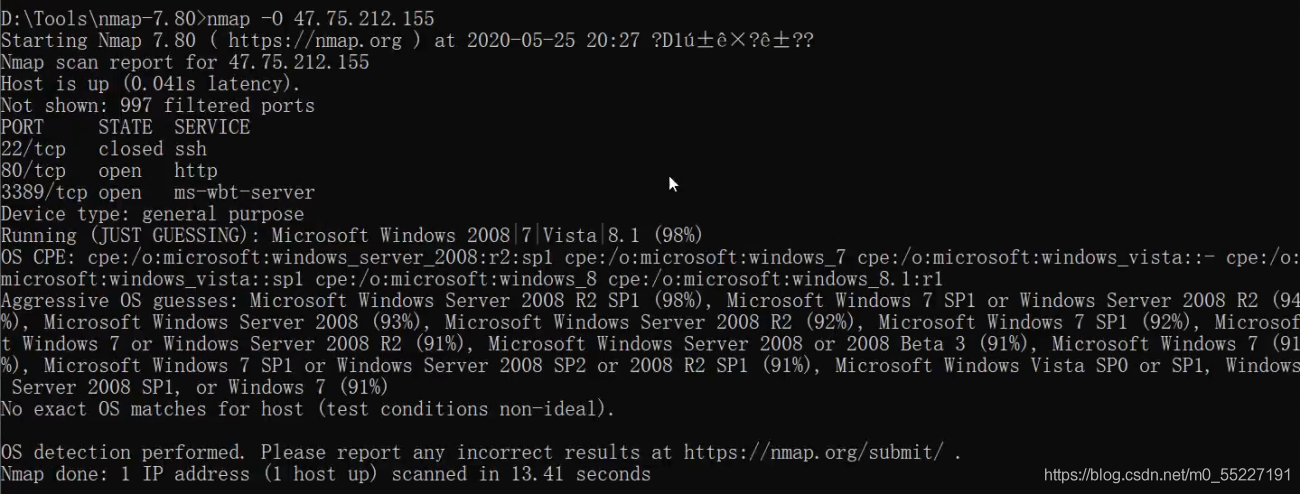 D:\Tools\nmap-7.80>nmap -O 47.75.212.155
Starting Nmap 7.80 ( https://nmap.org ) at 2020-05-25 20:27 ?D1ú±ê×?ê±??
Nmap scan report for 47.75.212.155
Host is up (0.041s latency).
Not shown: 997 filtered ports
PORT     STATE  SERVICE
22/tcp   closed ssh
80/tcp   open   http
3389/tcp open   ms-wbt-server
Device type: general purpose
Running (JUST GUESSING): Microsoft Windows 2008|7|Vista|8.1 (98%)
OS CPE: cpe:/o:microsoft:windows_server_2008:r2:sp1 cpe:/o:microsoft:windows_7 cpe:/o:microsoft:windows_vista::- cpe:/o:
microsoft:windows_vista::sp1 cpe:/o:microsoft:windows_8 cpe:/o:microsoft:windows_8.1:r1
Aggressive OS guesses: Microsoft Windows Server 2008 R2 SP1 (98%), Microsoft Windows 7 SP1 or Windows Server 2008 R2 (94
%), Microsoft Windows Server 2008 (93%), Microsoft Windows Server 2008 R2 (92%), Microsoft Windows 7 SP1 (92%), Microsof
t Windows 7 or Windows Server 2008 R2 (91%), Microsoft Windows Server 2008 or 2008 Beta 3 (91%), Microsoft Windows 7 (91
%), Microsoft Windows 7 SP1 or Windows Server 2008 SP2 or 2008 R2 SP1 (91%), Microsoft Windows Vista SP0 or SP1, Windows
 Server 2008 SP1, or Windows 7 (91%)
No exact OS matches for host (test conditions non-ideal).
OS detection performed. Please report any incorrect results at https://nmap.org/submit/ .
Nmap done: 1 IP address (1 host up) scanned in 13.41 seconds
https://blog.csdn.net/m0_55227191